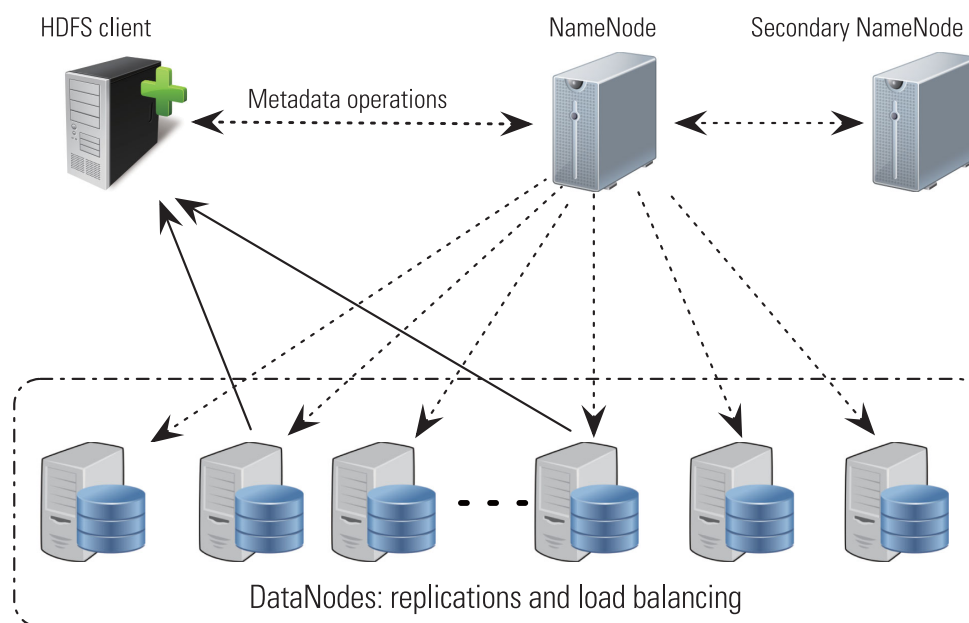 HDFS client
NameNode
Secondary NameNode
Metadata operations
DataNodes: replications and load balancing